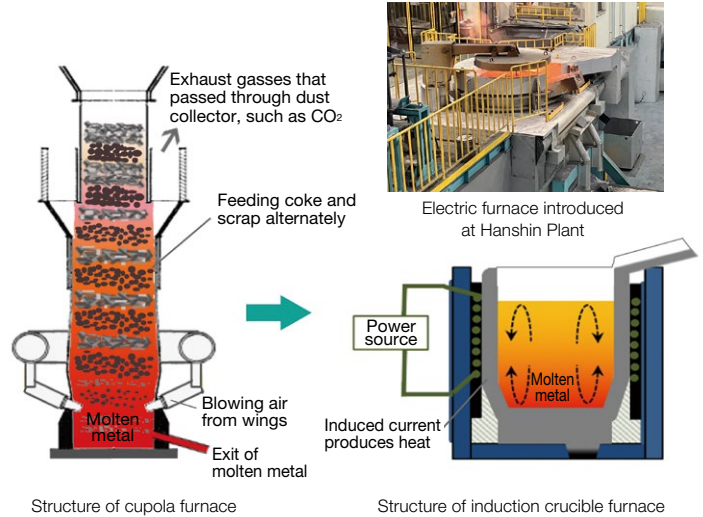 Exhaust gasses that
passed through dust
collector, such as CO₂
Feeding coke and
scrap alternately
Blowing air
from wings
Molten
metal
Exit of
molten metal
Structure of cupola furnace
Electric furnace introduced
at Hanshin Plant
Power
source
Molten
metal
Induced current
produces heat
Structure of induction crucible furnace